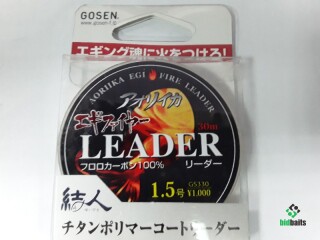 GOSEN
www.gosen-f.jp
エギング魂に火をつけろ!
AORIIKA EGI FIRE LEADER
アオリイカ
エギファイヤー
30m
LEADER
フロロカーボン100% リーダー
GS330
1.5号 ¥1,000
結人
チタンポリマーコートリーダー
bidbaits